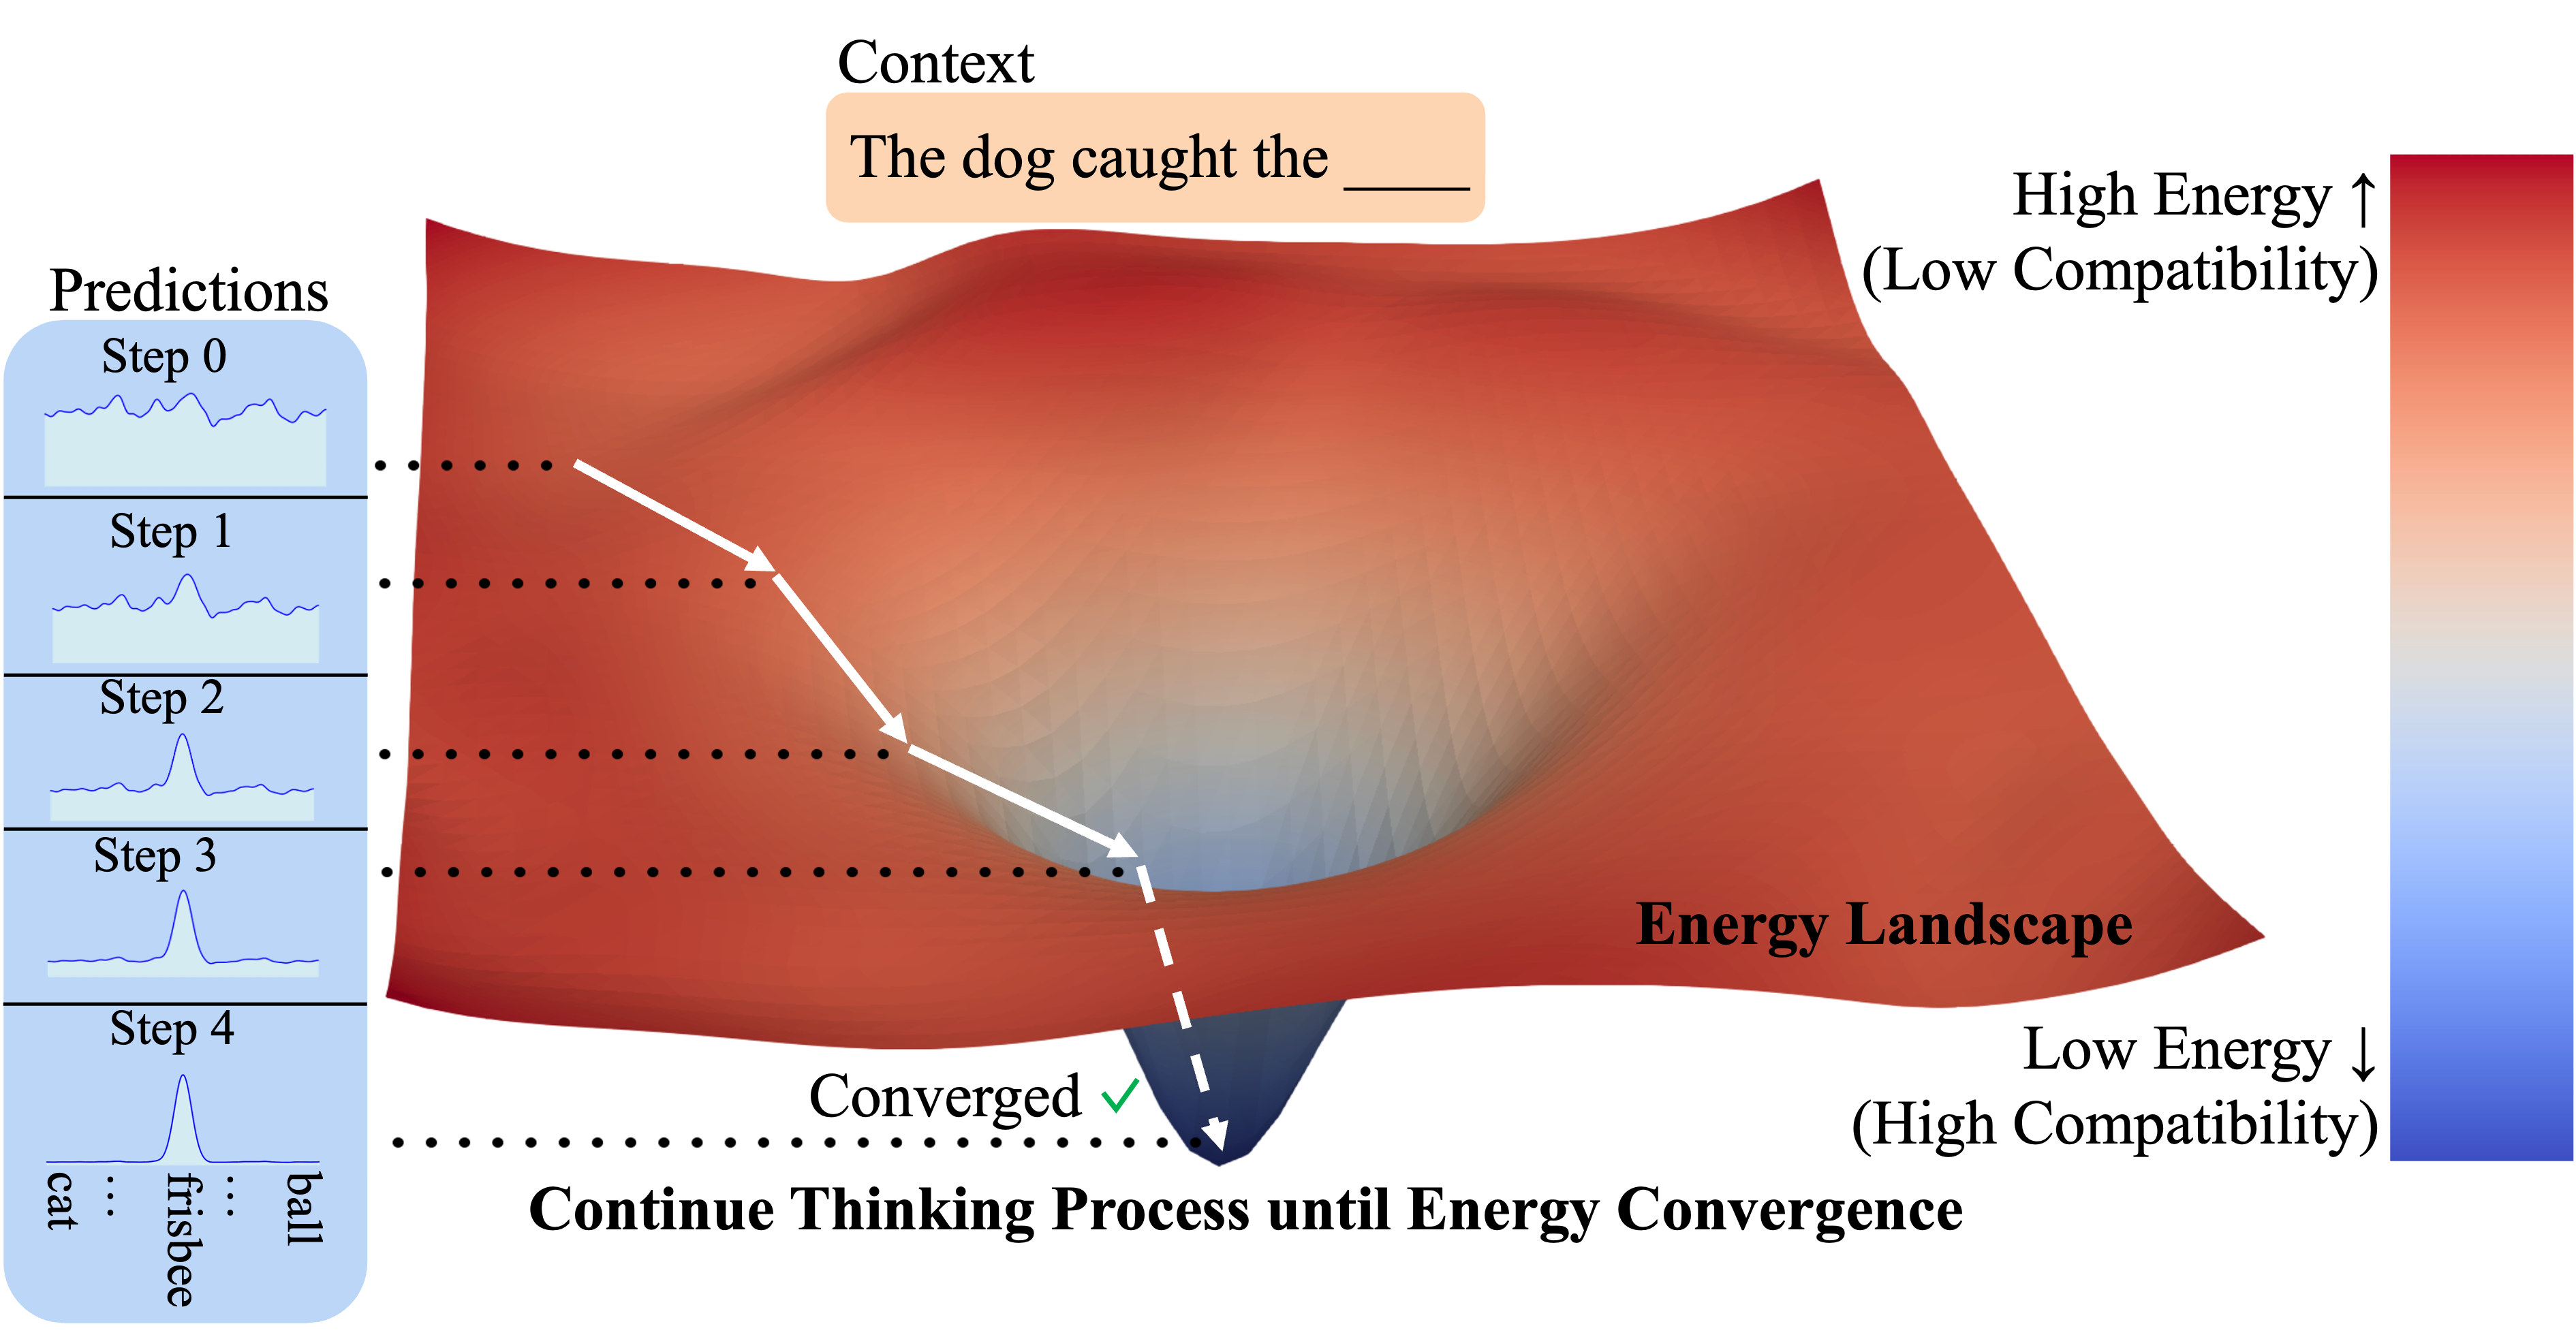 Context
The dog caught the _____
High Energy ↑
(Low Compatibility)
Predictions
Step 0
Step 1
Step 2
Step 3
Step 4
cat
...
frisbee
...
ball
Energy Landscape
Low Energy ↓
(High Compatibility)
Converged ✓
Continue Thinking Process until Energy Convergence